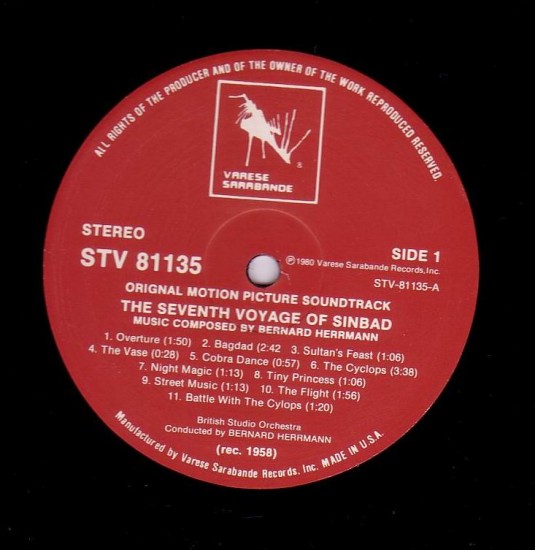 ALL RIGHTS OF THE PRODUCER AND OF THE OWNER OF THE WORK REPRODUCED RESERVED.
VARESE
SARABANDE
®
STEREO
SIDE 1
STV 81135
℗1980 Varese Sarabande Records, Inc.
STV-81135-A
ORIGNAL MOTION PICTURE SOUNDTRACK
THE SEVENTH VOYAGE OF SINBAD
MUSIC COMPOSED BY BERNARD HERRMANN
1. Overture (1:50) 2. Bagdad (2:42 3. Sultan's Feast (1:06)
4. The Vase (0:28) 5. Cobra Dance (0:57) 6. The Cyclops (3:38)
7. Night Magic (1:13) 8. Tiny Princess (1:06)
9. Street Music (1:13) 10. The Flight (1:56)
11. Battle With The Cylops (1:20)
British Studio Orchestra
Conducted by BERNARD HERRMANN
(rec. 1958)
Manufactured by Varese Sarabande Records. Inc. MADE IN U.S.A.